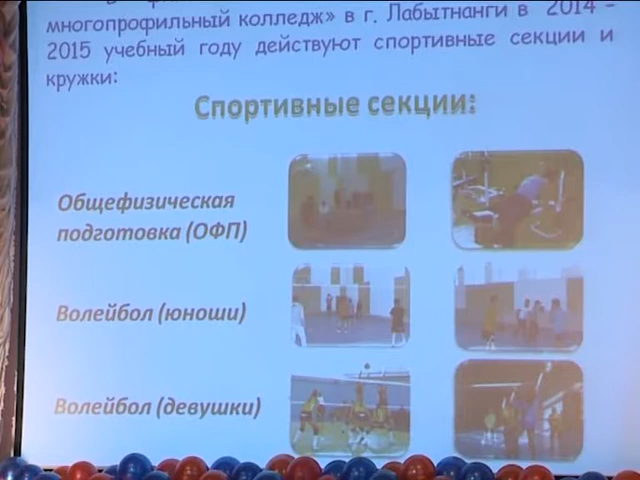 многопрофильный колледж» в г. Лабытнанги в 2014 –
2015 учебный году действуют спортивные секции и
кружки:
Спортивные секции:
Общефизическая
подготовка (ОФП)
Волейбол (юноши)
Волейбол (девушки)